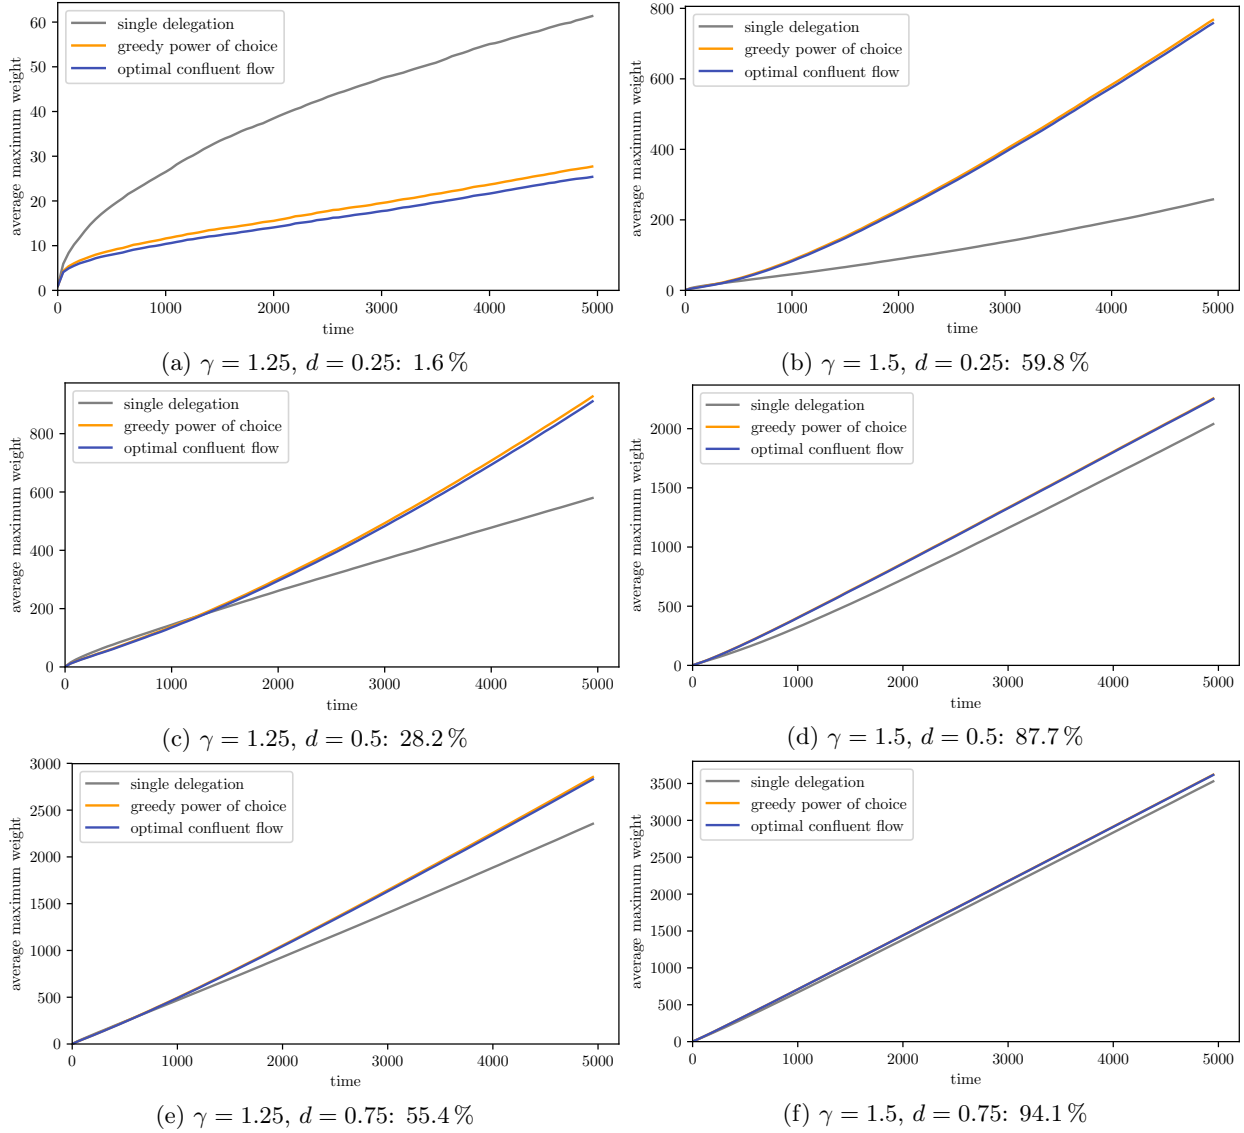 single delegation
greedy power of choice
optimal confluent flow
average maximum weight
60
50
40
30
20
10
0
0 1000 2000 3000 4000 5000
time
(a) γ = 1.25, d = 0.25: 1.6 %
single delegation
greedy power of choice
optimal confluent flow
average maximum weight
800
600
400
200
0
0 1000 2000 3000 4000 5000
time
(b) γ = 1.5, d = 0.25: 59.8 %
single delegation
greedy power of choice
optimal confluent flow
average maximum weight
800
600
400
200
0
0 1000 2000 3000 4000 5000
time
(c) γ = 1.25, d = 0.5: 28.2 %
single delegation
greedy power of choice
optimal confluent flow
average maximum weight
2000
1500
1000
500
0
0 1000 2000 3000 4000 5000
time
(d) γ = 1.5, d = 0.5: 87.7 %
single delegation
greedy power of choice
optimal confluent flow
average maximum weight
3000
2500
2000
1500
1000
500
0
0 1000 2000 3000 4000 5000
time
(e) γ = 1.25, d = 0.75: 55.4 %
single delegation
greedy power of choice
optimal confluent flow
average maximum weight
3500
3000
2500
2000
1500
1000
500
0
0 1000 2000 3000 4000 5000
time
(f) γ = 1.5, d = 0.75: 94.1 %